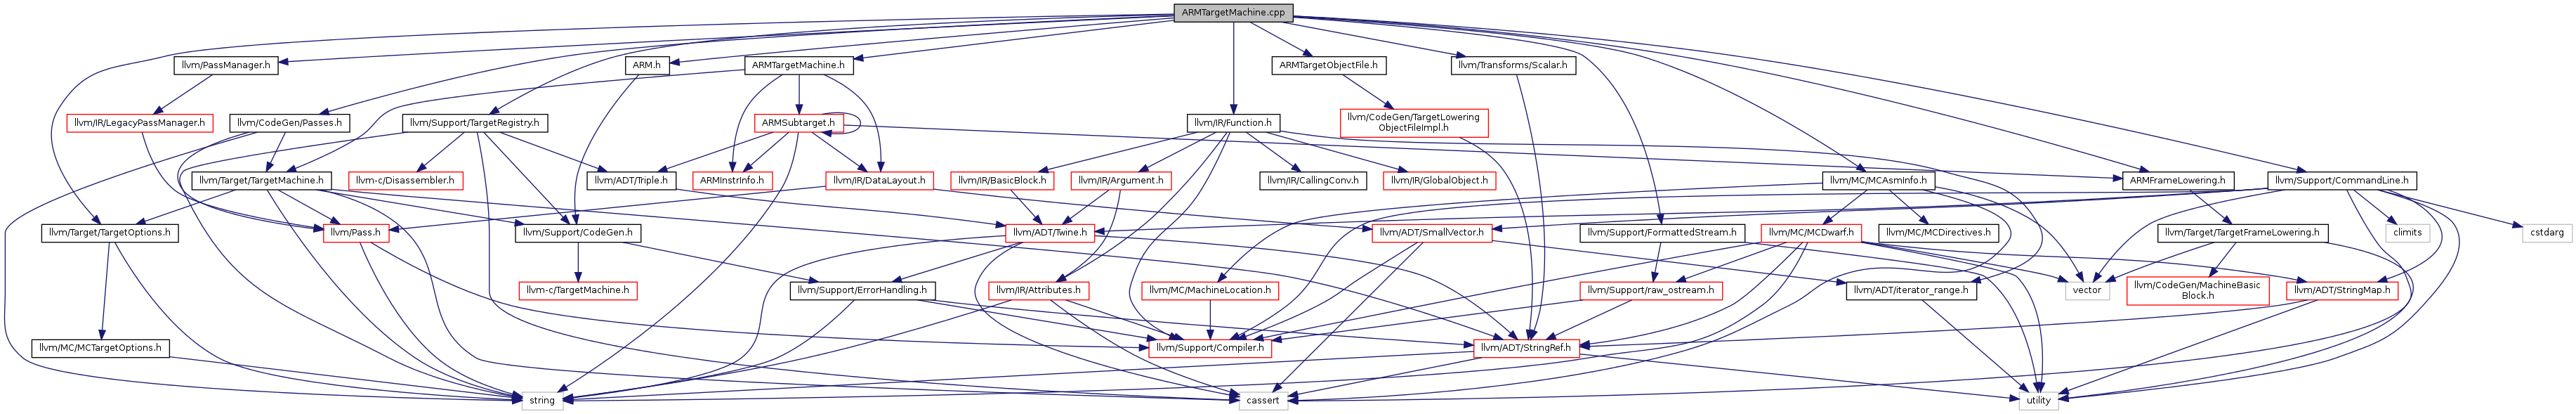 ARMTargetMachine.cpp
llvm/PassManager.h
ARM.h
ARMTargetMachine.h
ARMTargetObjectFile.h
llvm/Transforms/Scalar.h
llvm/IR/LegacyPassManager.h
llvm/CodeGen/Passes.h
llvm/Support/TargetRegistry.h
ARMSubtarget.h
llvm/IR/Function.h
llvm/CodeGen/TargetLowering
ObjectFileImpl.h
llvm/Target/TargetMachine.h
llvm-c/Disassembler.h
llvm/ADT/Triple.h
ARMInstrInfo.h
llvm/IR/DataLayout.h
llvm/IR/BasicBlock.h
llvm/IR/Argument.h
llvm/IR/CallingConv.h
llvm/IR/GlobalObject.h
llvm/MC/MCAsmInfo.h
ARMFrameLowering.h
llvm/Support/CommandLine.h
llvm/Target/TargetOptions.h
llvm/Pass.h
llvm/Support/CodeGen.h
llvm/ADT/Twine.h
llvm/ADT/SmallVector.h
llvm/Support/FormattedStream.h
llvm/MC/MCDwarf.h
llvm/MC/MCDirectives.h
llvm/Target/TargetFrameLowering.h
climits
cstdarg
llvm-c/TargetMachine.h
llvm/Support/ErrorHandling.h
llvm/IR/Attributes.h
llvm/MC/MachineLocation.h
llvm/Support/raw_ostream.h
llvm/ADT/iterator_range.h
vector
llvm/CodeGen/MachineBasic
Block.h
llvm/ADT/StringMap.h
llvm/MC/MCTargetOptions.h
llvm/Support/Compiler.h
llvm/ADT/StringRef.h
string
cassert
utility